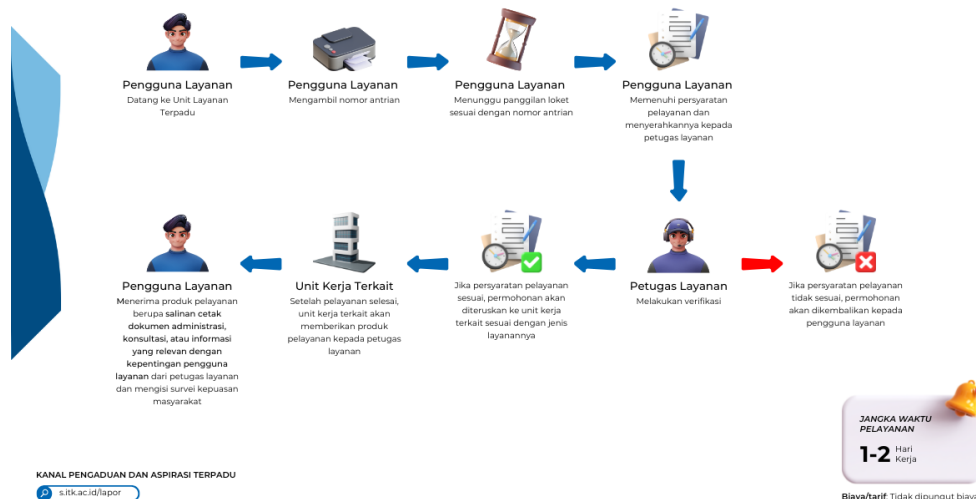 Pengguna Layanan
Datang ke Unit Layanan
Terpadu
Pengguna Layanan
Mengambil nomor antrian
Pengguna Layanan
Menunggu panggilan loket
sesuai dengan nomor antrian
Pengguna Layanan
Memenuhi persyaratan
pelayanan dan
menyerahkannya kepada
petugas layanan
Pengguna Layanan
Menerima produk pelayanan
berupa salinan cetak
dokumen administrasi,
konsultasi, atau informasi
yang relevan dengan
kepentingan pengguna
layanan dari petugas layanan
dan mengisi survei kepuasan
masyarakat
Unit Kerja Terkait
Setelah pelayanan selesai,
unit kerja terkait akan
memberikan produk
pelayanan kepada petugas
layanan
Jika persyaratan pelayanan
sesuai, permohonan akan
diteruskan ke unit kerja
terkait sesuai dengan jenis
layanannya
Petugas Layanan
Melakukan verifikasi
Jika persyaratan pelayanan
tidak sesuai, permohonan
akan dikembalikan kepada
pengguna layanan
JANGKA WAKTU
PELAYANAN
1-2 Hari
Kerja
KANAL PENGADUAN DAN ASPIRASI TERPADU
s.itk.ac.id/lapor
Biaya/tarif: Tidak dipungut biaya